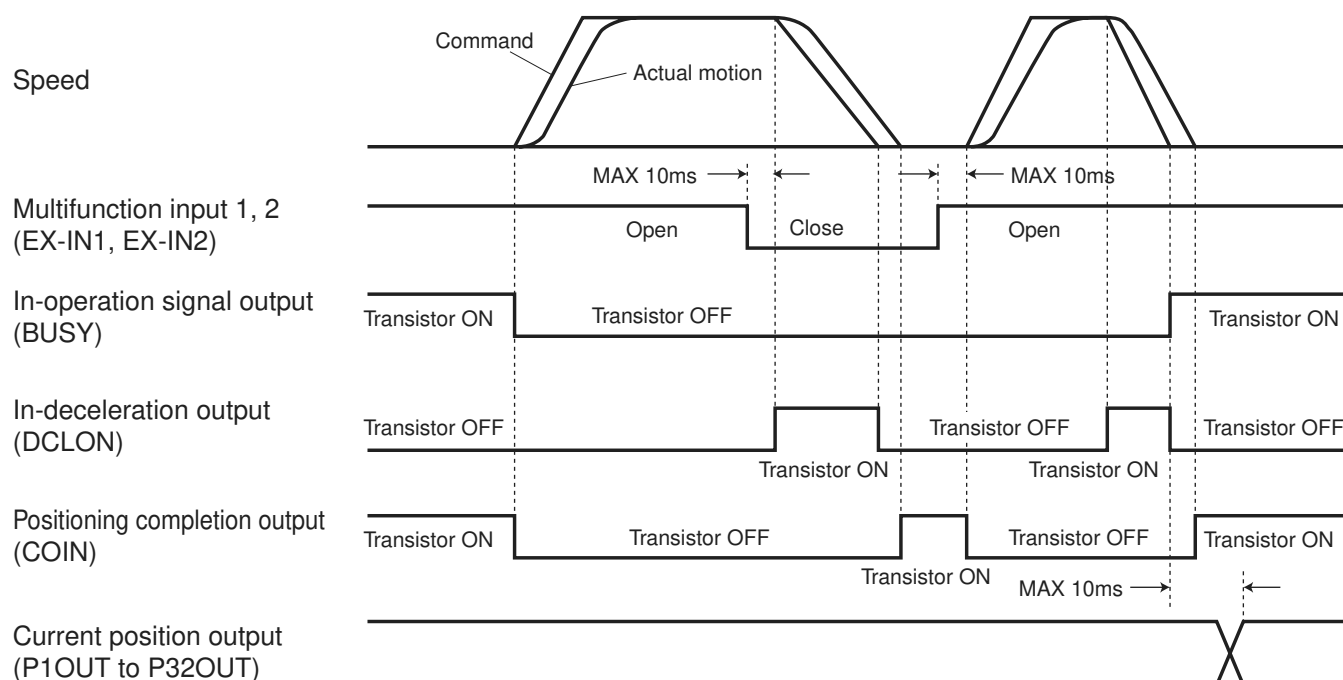 Command
Speed
Actual motion
MAX 10ms
MAX 10ms
Multifunction input 1, 2
(EX-IN1, EX-IN2)
Open
Close
Open
In-operation signal output
(BUSY)
Transistor ON
Transistor OFF
Transistor ON
In-deceleration output
(DCLON)
Transistor OFF
Transistor OFF
Transistor OFF
Transistor ON
Transistor ON
Positioning completion output
(COIN)
Transistor ON
Transistor OFF
Transistor OFF
Transistor ON
Transistor ON
MAX 10ms
Current position output
(P1OUT to P32OUT)